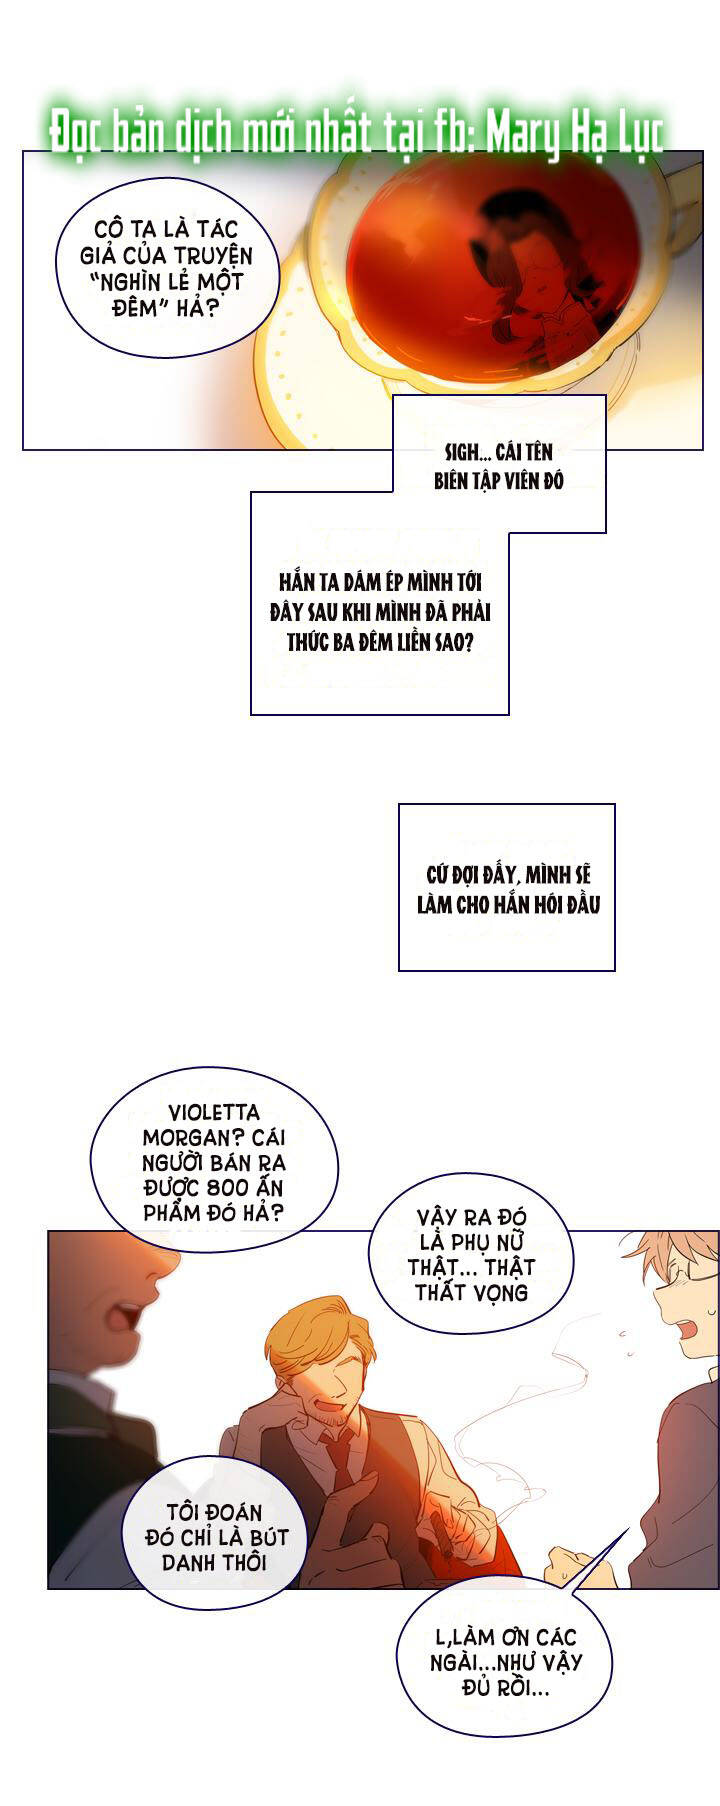 Đọc bản dịch mới nhất tại fb: Mary Hạ Lục
CÔ TA LÀ TÁC
GIẢ CỦA TRUYỆN
“NGHÌN LẺ MỘT
ĐÊM” HẢ?
SIGH... CÁI TÊN
BIÊN TẬP VIÊN ĐÓ
HẮN TA DÁM ÉP MÌNH TỚI
ĐÂY SAU KHI MÌNH ĐÃ PHẢI
THỨC BA ĐÊM LIỀN SAO?
CỨ ĐỢI ĐẤY, MÌNH SẼ
LÀM CHO HẮN HÓI ĐẦU
VIOLETTA
MORGAN? CÁI
NGƯỜI BÁN RA
ĐƯỢC 800 ẤN
PHẨM ĐÓ HẢ?
VẬY RA ĐÓ
LÀ PHỤ NỮ
THẬT... THẬT
THẤT VỌNG
TÔI ĐOÁN
ĐÓ CHỈ LÀ BÚT
DANH THÔI
L,LÀM ƠN CÁC
NGÀI...NHƯ VẬY
ĐỦ RỒI...